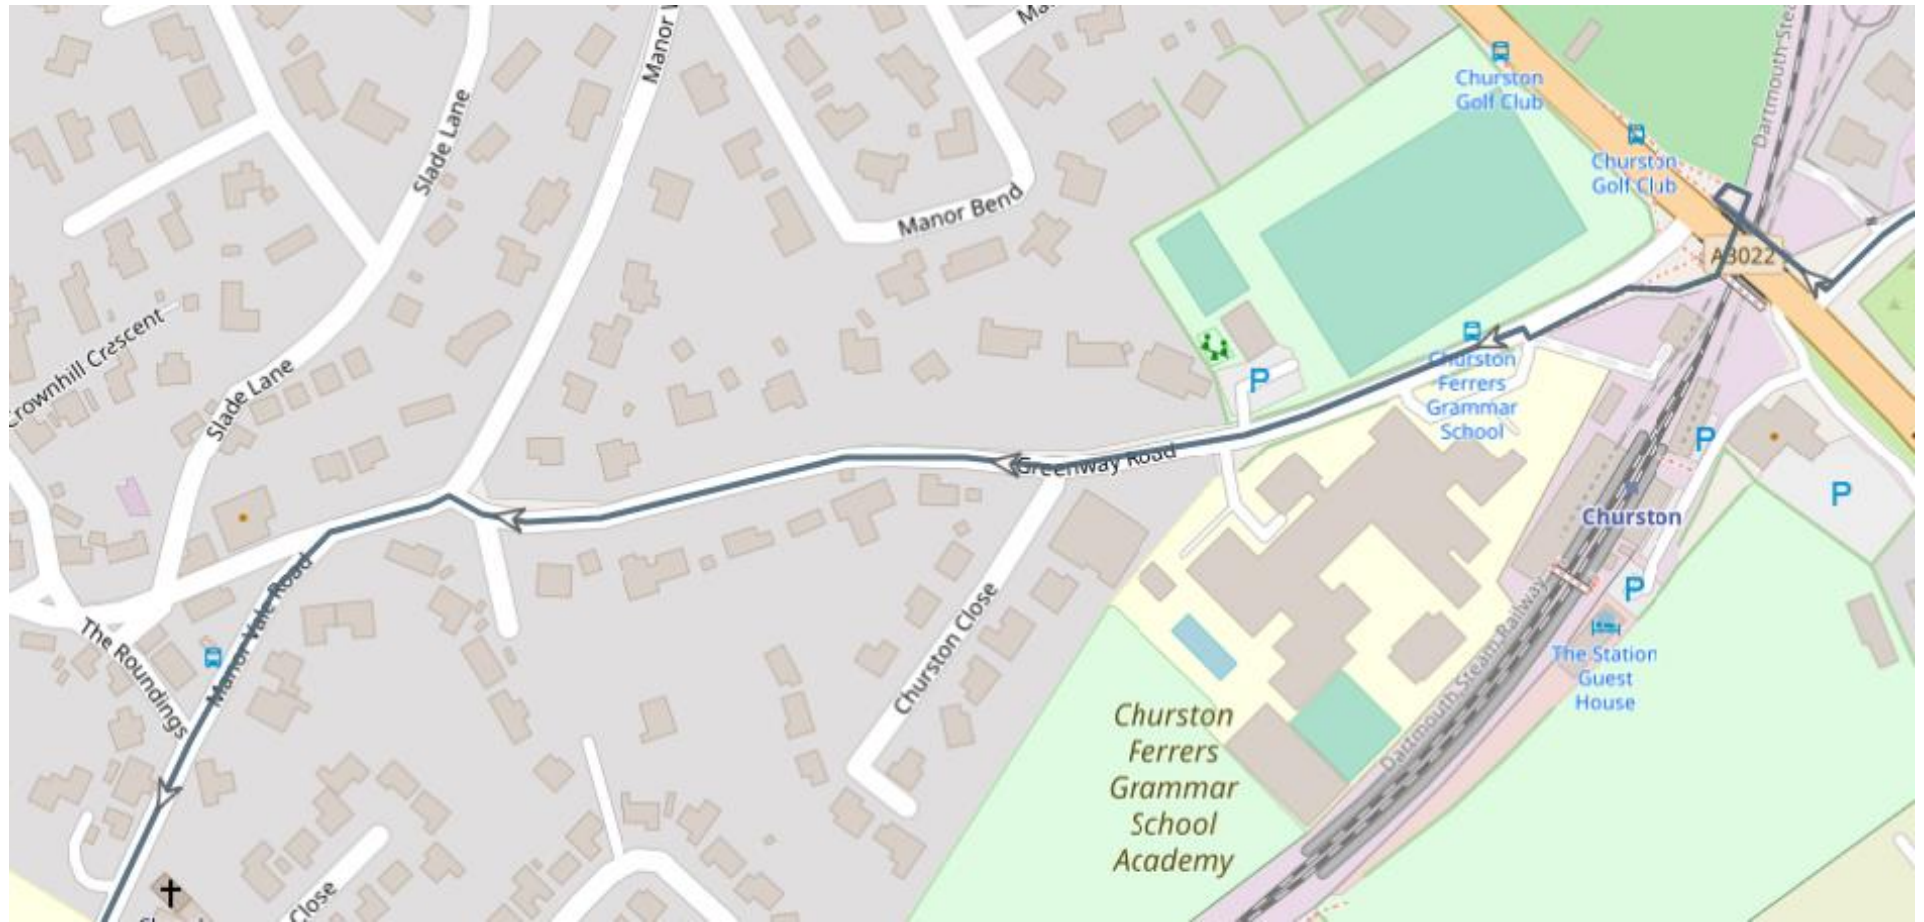 Churston
Golf Club
Churston
Golf Club
Dartmouth Stea
Manor
Slade Lane
Manor Bend
A3022
Crownhill Crescent
Slade Lane
P
Churston
Ferrers
Grammar
School
Greenway Road
P
P
Churston
P
Manor Vale Road
The Roundings
Churston Close
Dartmouth Steam Railway
The Station
Guest
House
Churston
Ferrers
Grammar
School
Academy
Close